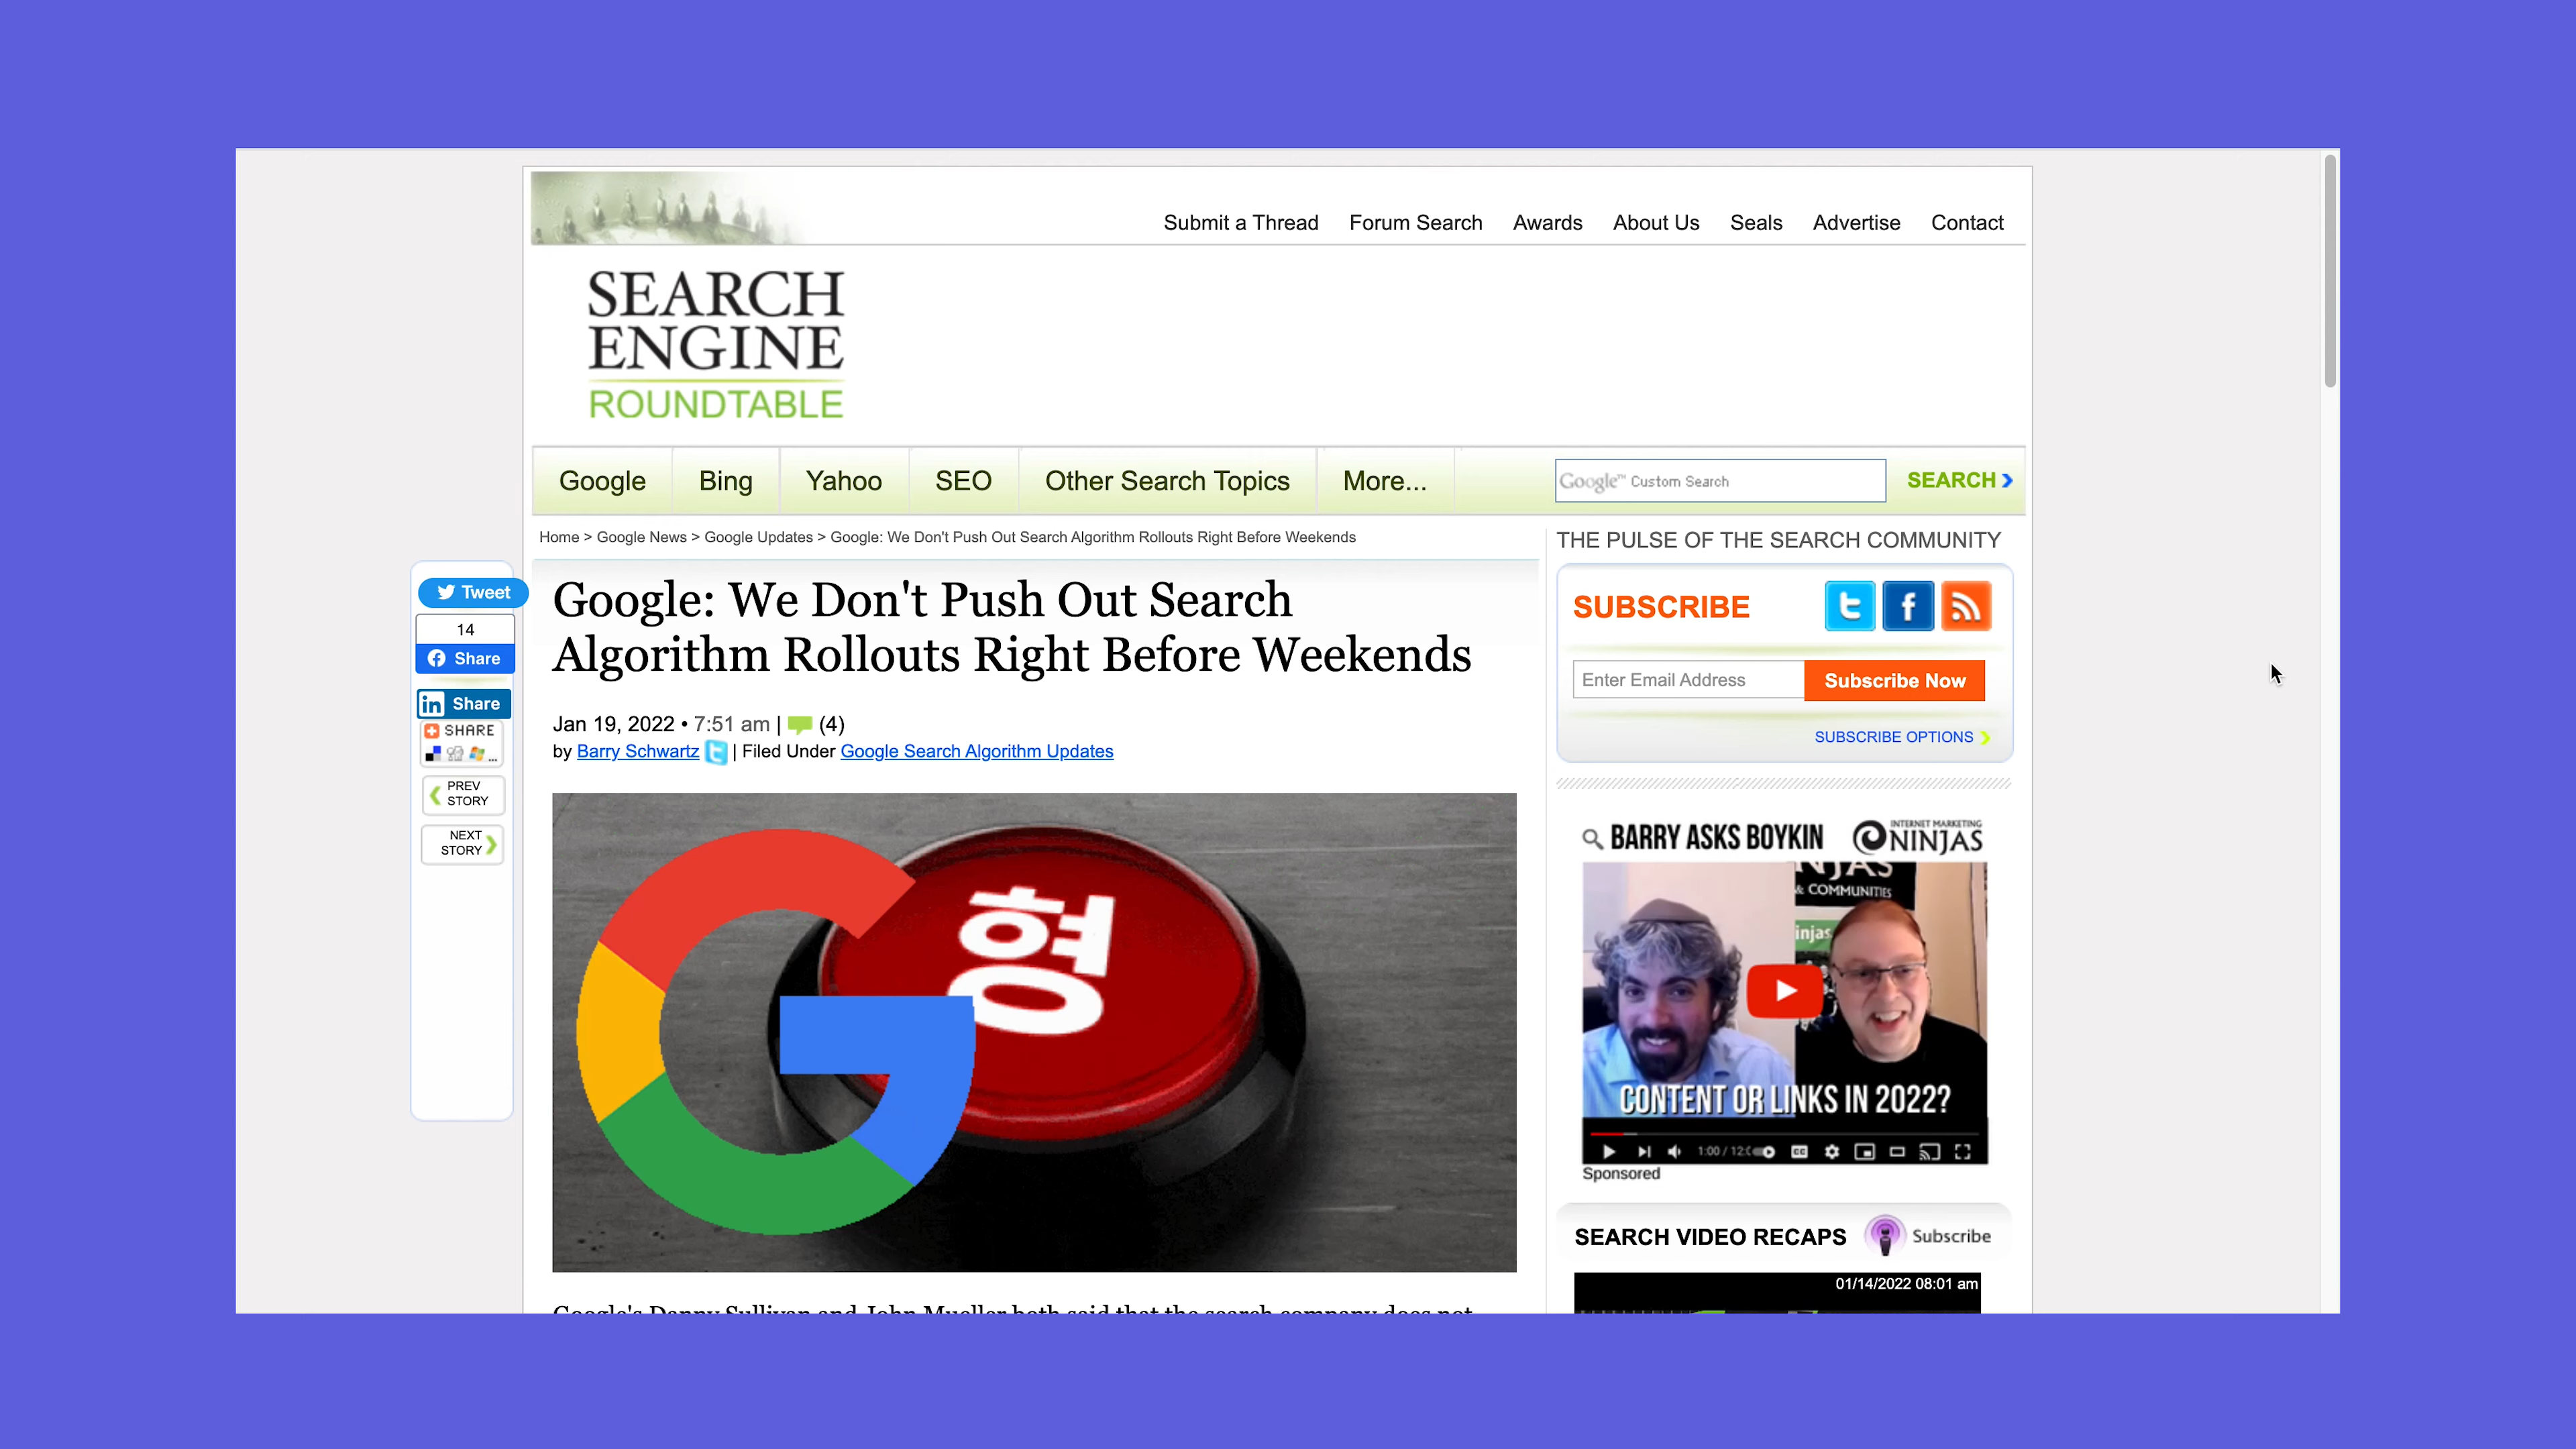 Submit a Thread Forum Search Awards About Us Seals Advertise Contact
SEARCH
ENGINE
ROUNDTABLE
Google Bing Yahoo SEO Other Search Topics More...
Google™ Custom Search SEARCH
Home > Google News > Google Updates > Google: We Don't Push Out Search Algorithm Rollouts Right Before Weekends
Tweet
14
Share
Share
SHARE
...
PREV
STORY
NEXT
STORY
Google: We Don't Push Out Search
Algorithm Rollouts Right Before Weekends
Jan 19, 2022 • 7:51 am | (4)
by Barry Schwartz | Filed Under Google Search Algorithm Updates
형
Google's Danny Sullivan and John Mueller both said that the search company does not
THE PULSE OF THE SEARCH COMMUNITY
SUBSCRIBE
Enter Email Address Subscribe Now
SUBSCRIBE OPTIONS
BARRY ASKS BOYKIN
INTERNET MARKETING
NINJAS
NINJAS
& COMMUNITIES
injas
CONTENT OR LINKS IN 2022?
1:00 / 12:0
CC
Sponsored
SEARCH VIDEO RECAPS Subscribe
01/14/2022 08:01 am